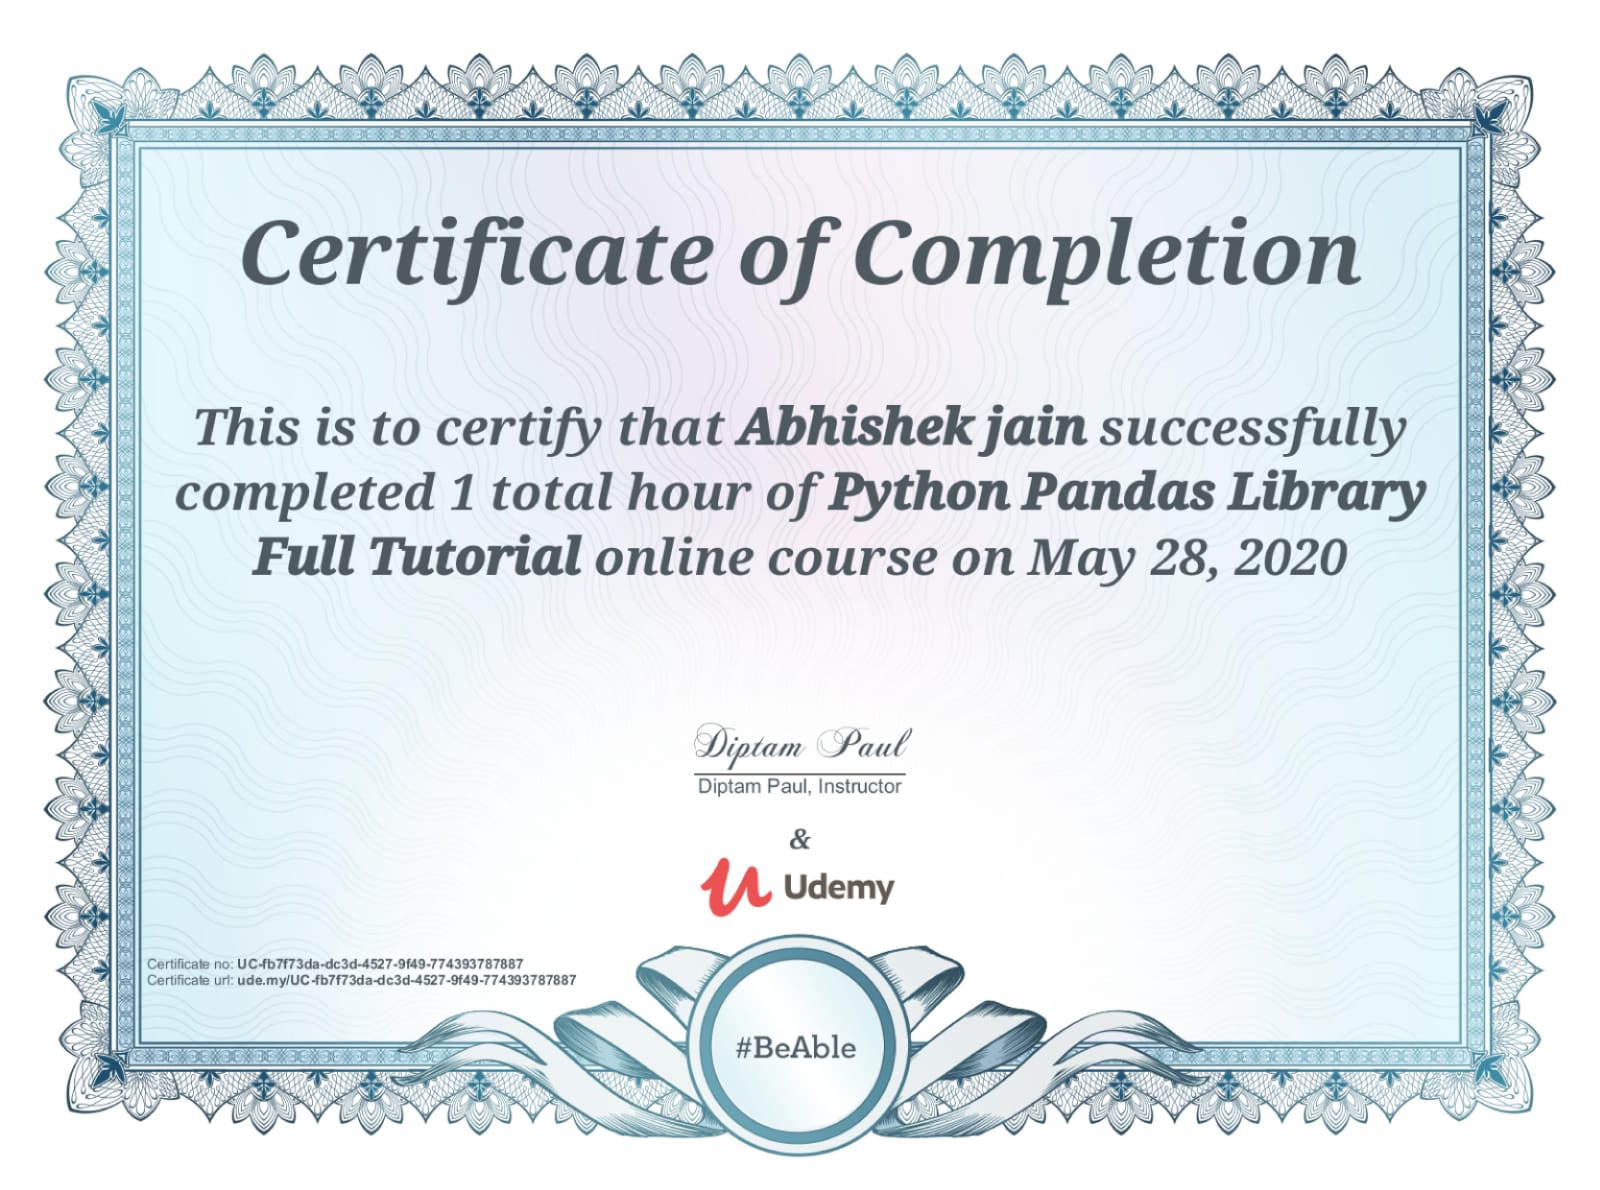 Certificate of Completion
This is to certify that Abhishek jain successfully
completed 1 total hour of Python Pandas Library
Full Tutorial online course on May 28, 2020
Diptam Paul
Diptam Paul, Instructor
&
Udemy
Certificate no: UC-fb7f73da-dc3d-4527-9f49-774393787887
Certificate url: ude.my/UC-fb7f73da-dc3d-4527-9f49-774393787887
#BeAble